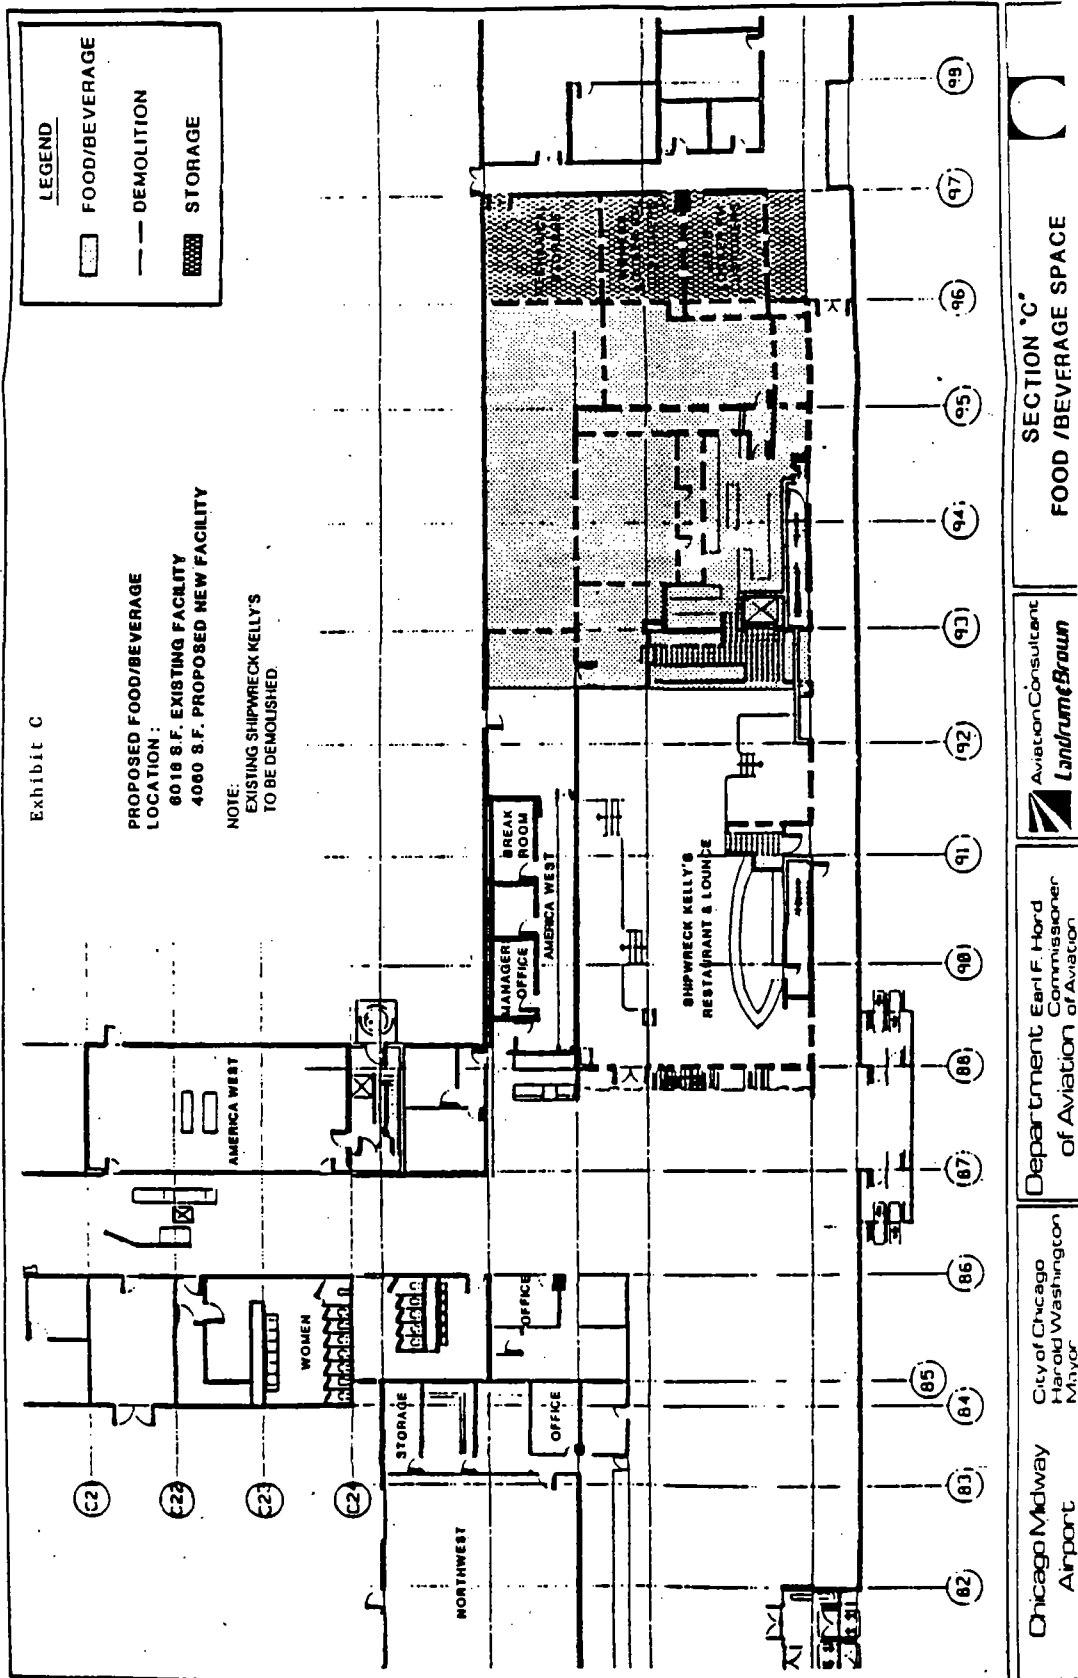 Exhibit C
LEGEND
FOOD/BEVERAGE
DEMOLITION
STORAGE
PROPOSED FOOD/BEVERAGE
LOCATION :
6018 S.F. EXISTING FACILITY
4060 S.F. PROPOSED NEW FACILITY
NOTE:
EXISTING SHIPWRECK KELLY'S
TO BE DEMOLISHED.
C2
C22
C23
C24
AMERICA WEST
WOMEN
STORAGE
OFFICE
OFFICE
NORTHWEST
MANAGER
OFFICE
BREAK
ROOM
AMERICA WEST
SHIPWRECK KELLY'S
RESTAURANT & LOUNGE
STORAGE
82
83
84
85
86
87
88
90
91
92
93
94
95
96
97
99
Chicago Midway
Airport
City of Chicago
Harold Washington
Mayor
Department
of Aviation
Earl F. Hord
Commissioner
of Aviation
Aviation Consultant
Landrum & Brown
SECTION "C"
FOOD /BEVERAGE SPACE
C